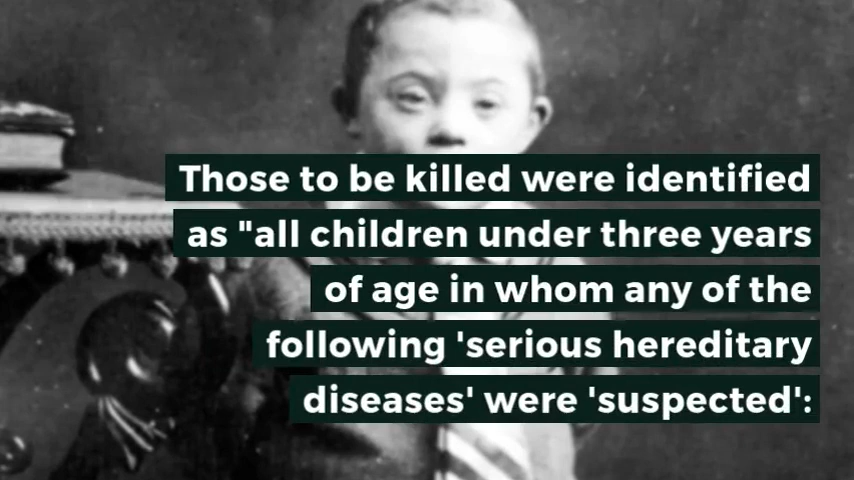 Those to be killed were identified
as "all children under three years
of age in whom any of the
following 'serious hereditary
diseases' were 'suspected':